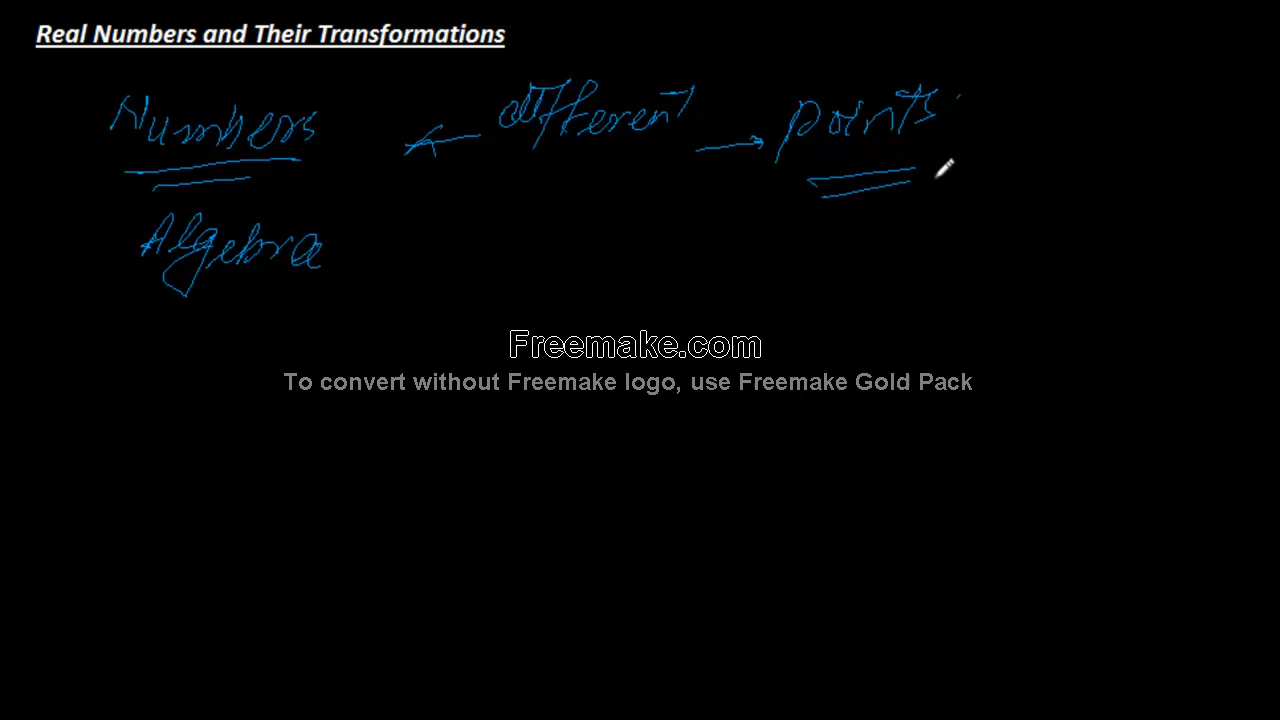 Real Numbers and Their Transformations
Numbers ← different → points
Algebra
Freemake.com
To convert without Freemake logo, use Freemake Gold Pack